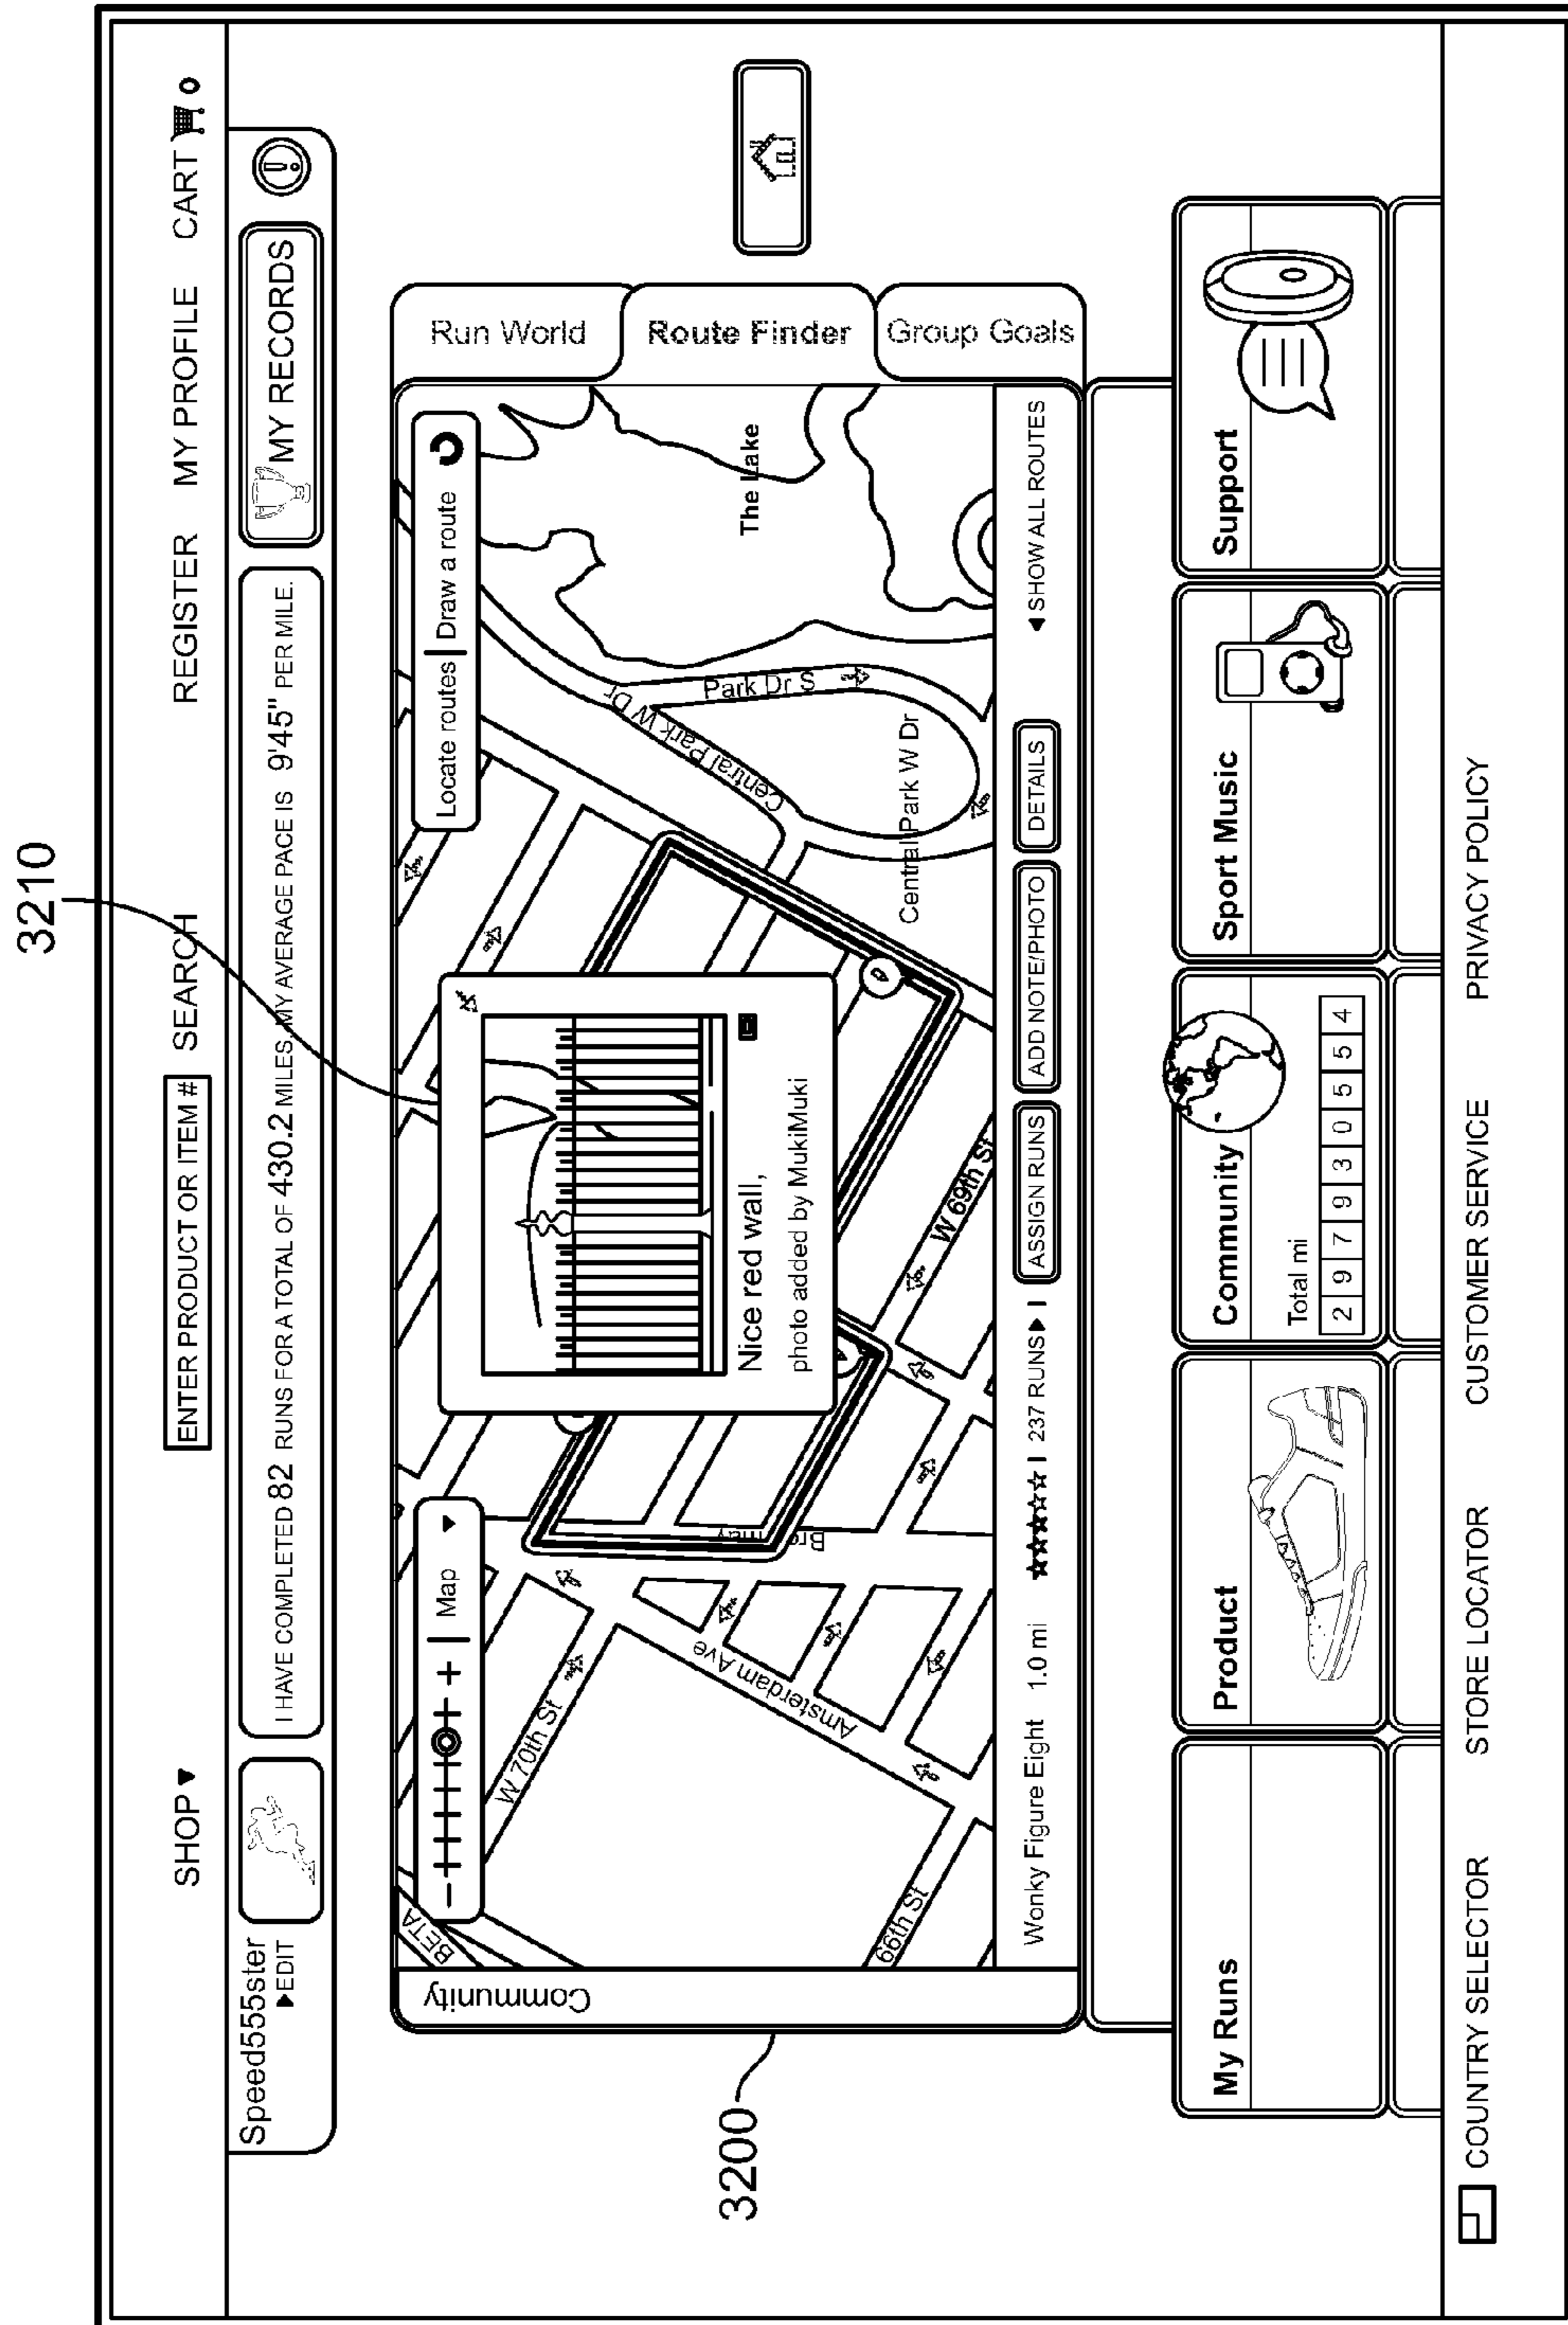 3210
SHOP ▼ ENTER PRODUCT OR ITEM # SEARCH REGISTER MY PROFILE CART 0
Speed555ster
▶EDIT
I HAVE COMPLETED 82 RUNS FOR A TOTAL OF 430.2 MILES. MY AVERAGE PACE IS 9'45" PER MILE.
MY RECORDS
3200
Community
BETA
– + | Map ▼
Locate routes | Draw a route
Run World
Route Finder
Group Goals
W 70th St
66th St
Amsterdam Ave
W 69th St
Central Park W Dr
Park Dr S
Central Park W Dr
The Lake
Nice red wall,
photo added by MukiMuki
Wonky Figure Eight 1.0 mi ☆☆☆☆☆ I 237 RUNS▶ I ASSIGN RUNS ADD NOTE/PHOTO DETAILS ◀ SHOW ALL ROUTES
My Runs
Product
Community
Total mi
2 9 7 9 3 0 5 5 4
Sport Music
Support
COUNTRY SELECTOR STORE LOCATOR CUSTOMER SERVICE PRIVACY POLICY